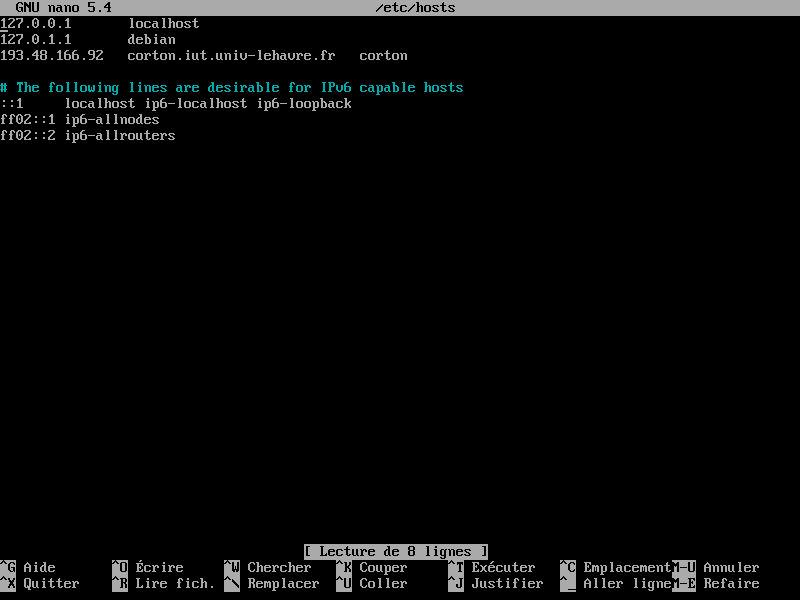 GNU nano 5.4 /etc/hosts
127.0.0.1 localhost
127.0.1.1 debian
193.48.166.92 corton.iut.univ-lehavre.fr corton
# The following lines are desirable for IPv6 capable hosts
::1 localhost ip6-localhost ip6-loopback
ff02::1 ip6-allnodes
ff02::2 ip6-allrouters
[ Lecture de 8 lignes ]
^G Aide ^O Écrire ^W Chercher ^K Couper ^T Exécuter ^C Emplacement M-U Annuler
^X Quitter ^R Lire fich. ^\ Remplacer ^U Coller ^J Justifier ^_ Aller ligne M-E Refaire